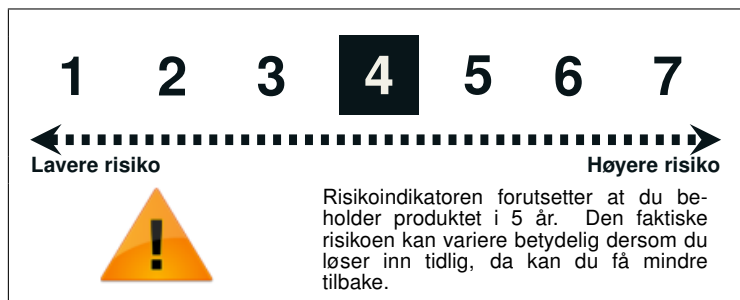 1 2 3 4 5 6 7
Lavere risiko Høyere risiko
!
Risikoindikatoren forutsetter at du be-
holder produktet i 5 år. Den faktiske
risikoen kan variere betydelig dersom du
løser inn tidlig, da kan du få mindre
tilbake.